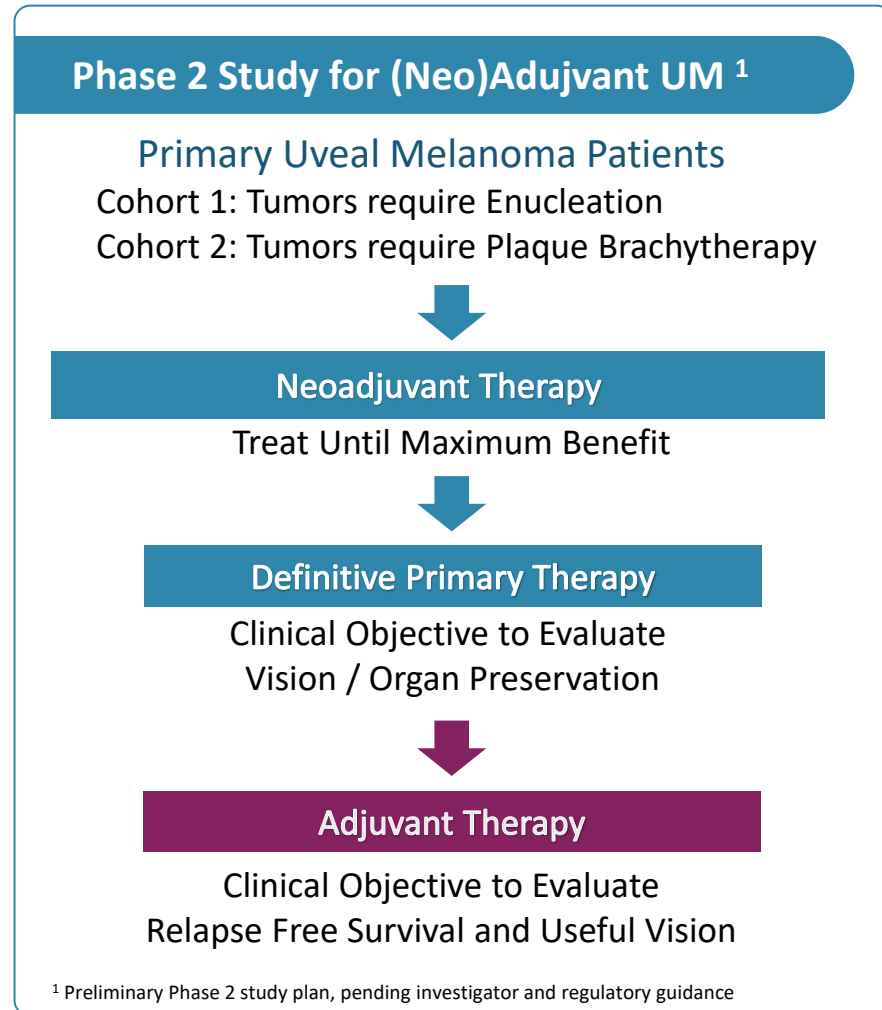 Phase 2 Study for (Neo)Adujvant UM ¹
Primary Uveal Melanoma Patients
Cohort 1: Tumors require Enucleation
Cohort 2: Tumors require Plaque Brachytherapy
Neoadjuvant Therapy
Treat Until Maximum Benefit
Definitive Primary Therapy
Clinical Objective to Evaluate
Vision / Organ Preservation
Adjuvant Therapy
Clinical Objective to Evaluate
Relapse Free Survival and Useful Vision
¹ Preliminary Phase 2 study plan, pending investigator and regulatory guidance